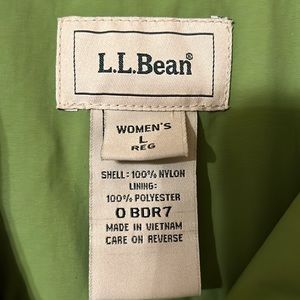 L.L.Bean®
WOMEN'S
L
REG
SHELL: 100% NYLON
LINING:
100% POLYESTER
0 BDR7
MADE IN VIETNAM
CARE ON REVERSE